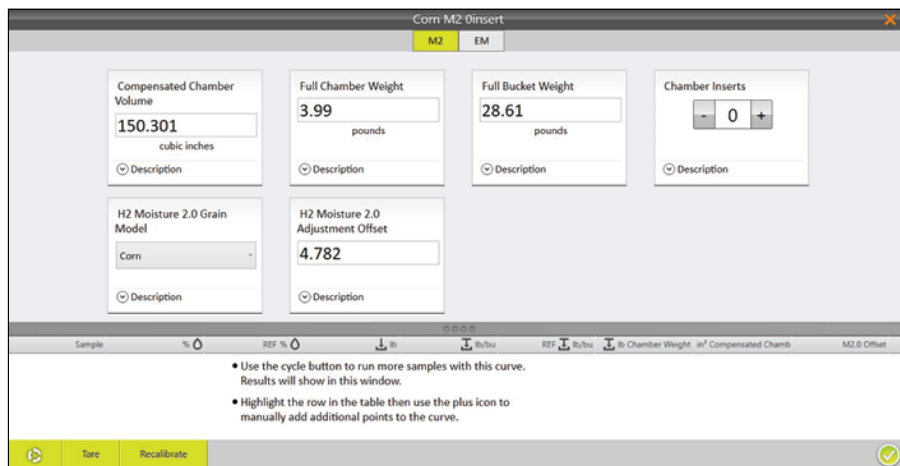 Corn M2 0insert
M2
EM
Compensated Chamber
Volume
150.301
cubic inches
Description
Full Chamber Weight
3.99
pounds
Description
Full Bucket Weight
28.61
pounds
Description
Chamber Inserts
- 0 +
Description
H2 Moisture 2.0 Grain
Model
Corn
Description
H2 Moisture 2.0
Adjustment Offset
4.782
Description
Sample % REF % lb lb/bu REF lb/bu lb Chamber Weight in³ Compensated Chamb M2.0 Offset
• Use the cycle button to run more samples with this curve.
Results will show in this window.
• Highlight the row in the table then use the plus icon to
manually add additional points to the curve.
Tare
Recalibrate